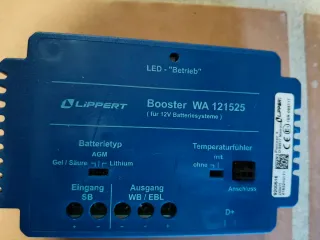 LED - "Betrieb"
LIPPERT
Booster WA 121525
( für 12V Batteriesysteme )
Batterietyp
AGM
Gel / Säure
Lithium
Temperaturfühler
mit
ohne
Anschluss
Eingang
SB
Ausgang
WB / EBL
D+
+ - - + +
LIPPERT